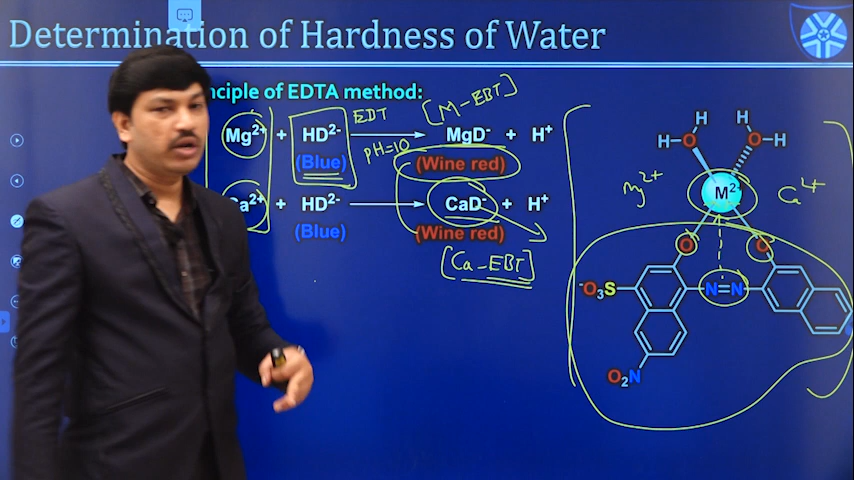 Determination of Hardness of Water
nciple of EDTA method:
EDT
[M-EBT]
Mg²⁺ + HD²⁻ → MgD⁻ + H⁺
pH=10
(Blue) (Wine red)
a²⁺ + HD²⁻ → CaD⁻ + H⁺
(Blue) (Wine red)
[Ca-EBT]
H H
H-O O-H
Mg²⁺ M²⁺ Ca²⁺
O O
⁻O₃S N=N
O₂N